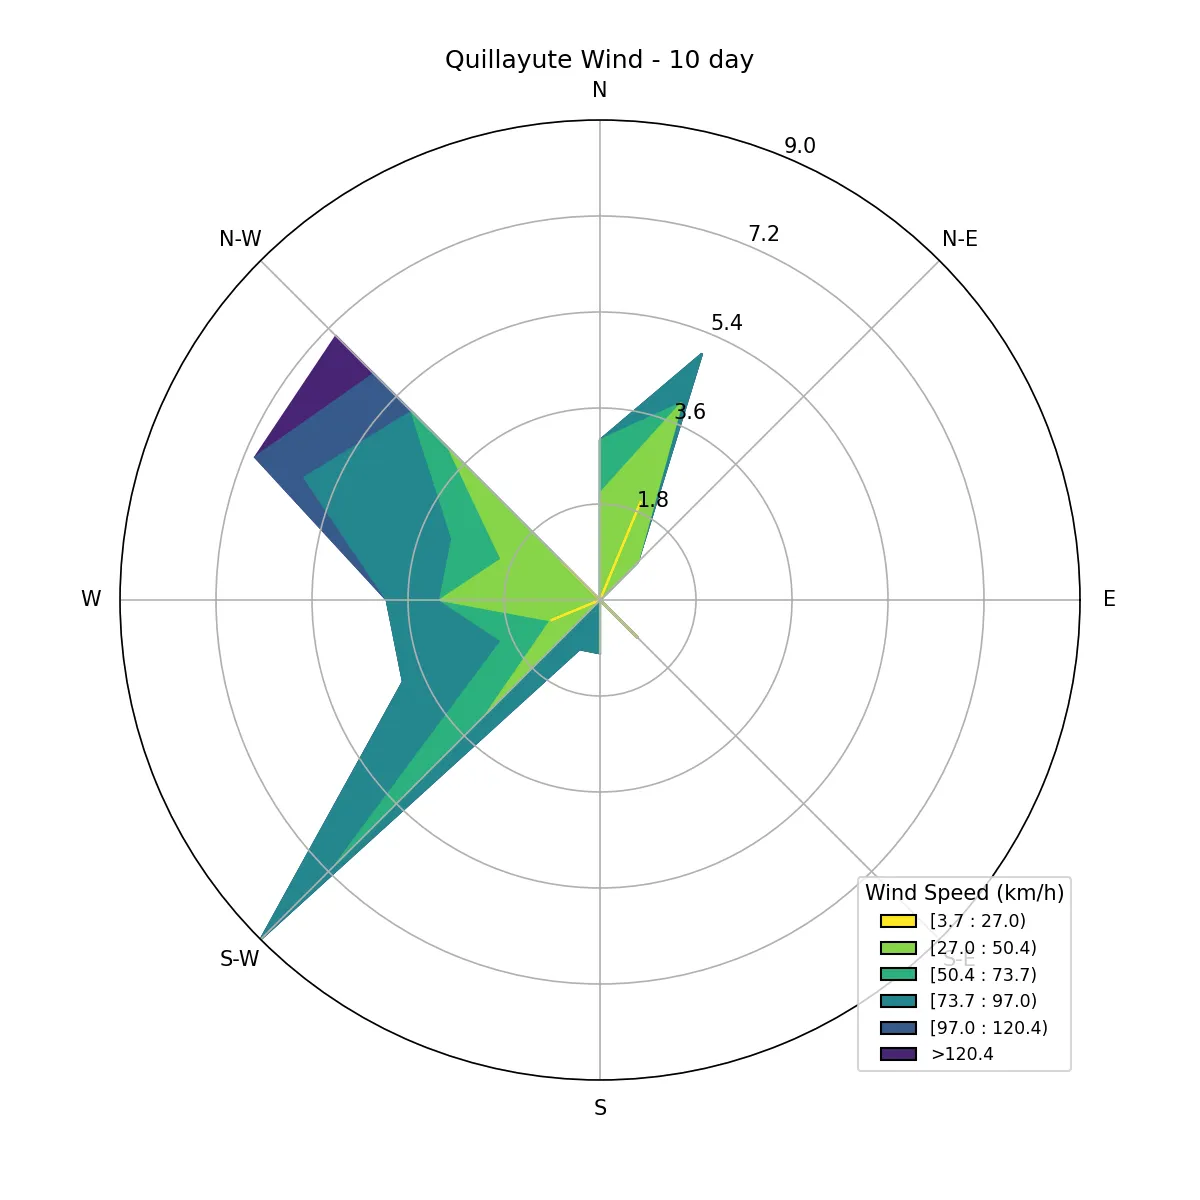 Quillayute Wind - 10 day
N
9.0
7.2
N-W
N-E
5.4
3.6
1.8
W
E
S-W
S-E
S
Wind Speed (km/h)
[3.7 : 27.0)
[27.0 : 50.4)
[50.4 : 73.7)
[73.7 : 97.0)
[97.0 : 120.4)
>120.4